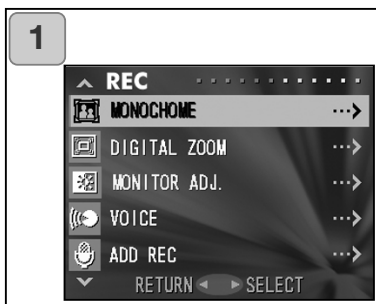 1
REC
MONOCHOME
DIGITAL ZOOM
MONITOR ADJ.
VOICE
ADD REC
RETURN SELECT